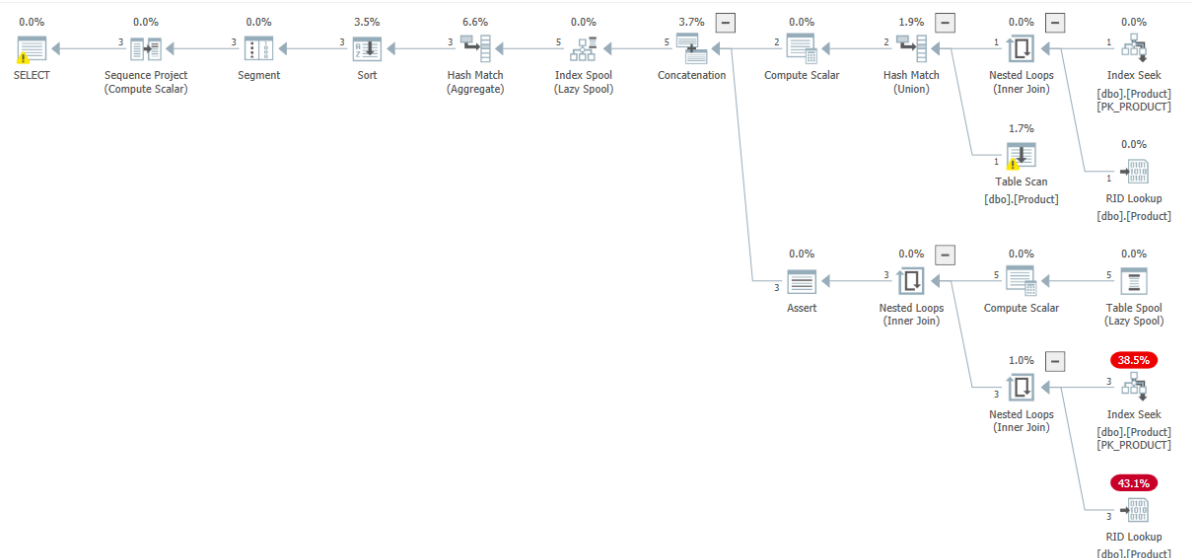 0.0% 0.0% 0.0% 3.5% 6.6% 0.0% 3.7% 0.0% 1.9% 0.0% 0.0%
3 3 3 3 5 5 2 2 1 1
SELECT Sequence Project Segment Sort Hash Match Index Spool Concatenation Compute Scalar Hash Match Nested Loops Index Seek
(Compute Scalar) (Aggregate) (Lazy Spool) (Union) (Inner Join) [dbo].[Product]
[PK_PRODUCT]
1.7%
0.0%
1
1
Table Scan
[dbo].[Product]
RID Lookup
[dbo].[Product]
0.0% 0.0% 0.0% 0.0%
3 3 5 5
Assert Nested Loops Compute Scalar Table Spool
(Inner Join) (Lazy Spool)
1.0% 38.5%
3 3
Nested Loops Index Seek
(Inner Join) [dbo].[Product]
[PK_PRODUCT]
43.1%
3
RID Lookup
[dbo].[Product]